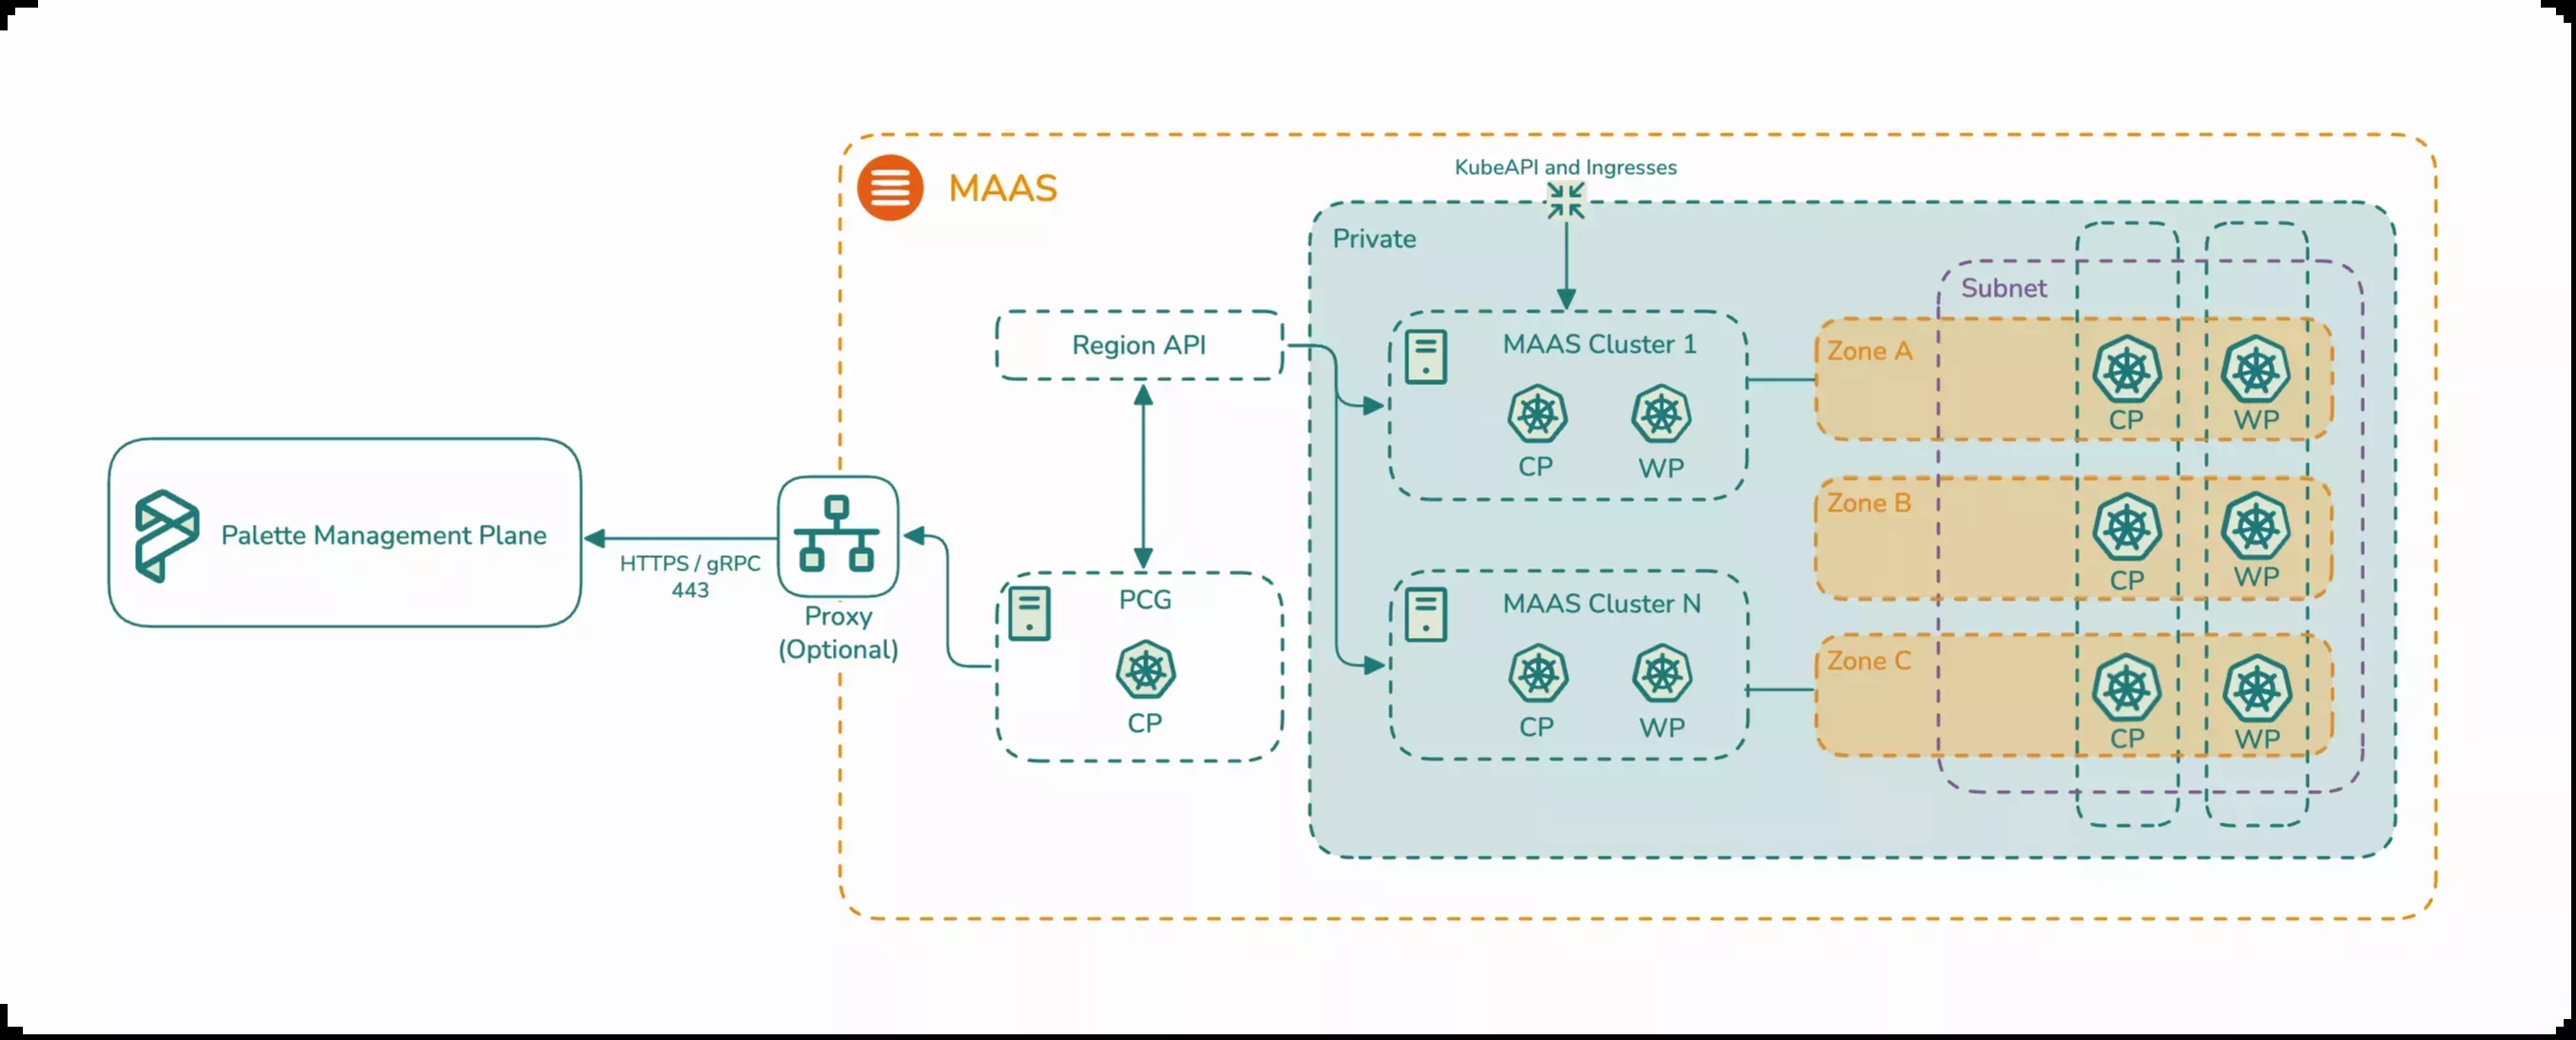 MAAS
KubeAPI and Ingresses
Private
Subnet
Region API
MAAS Cluster 1
CP
WP
Zone A
CP
WP
Palette Management Plane
HTTPS / gRPC
443
Proxy
(Optional)
PCG
CP
MAAS Cluster N
CP
WP
Zone B
CP
WP
Zone C
CP
WP